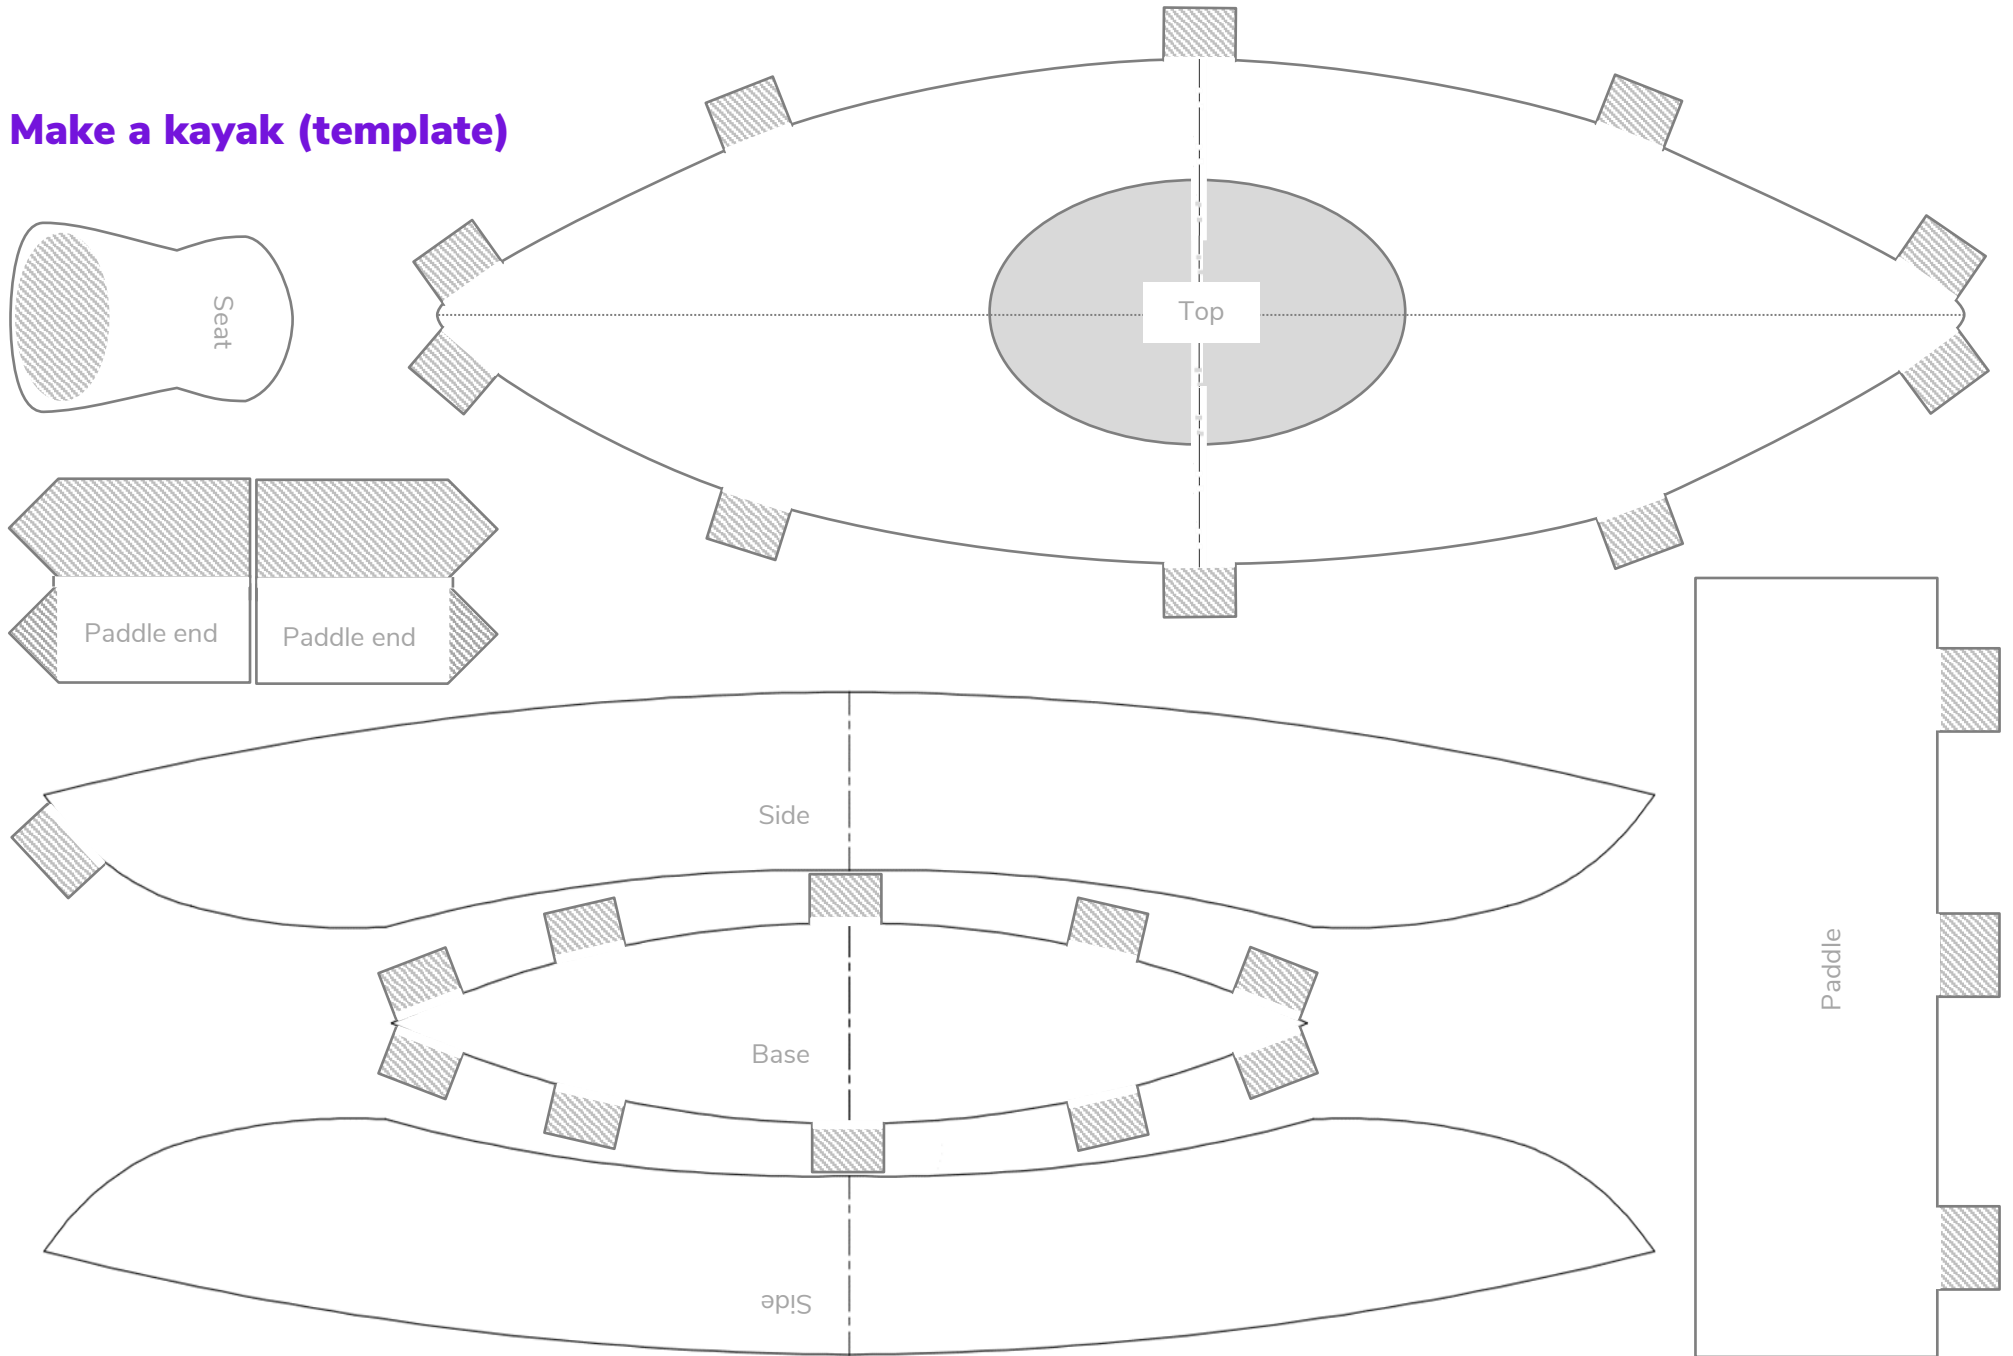 Make a kayak (template)
Top
Seat
Paddle end
Paddle end
Side
Paddle
Base
Side